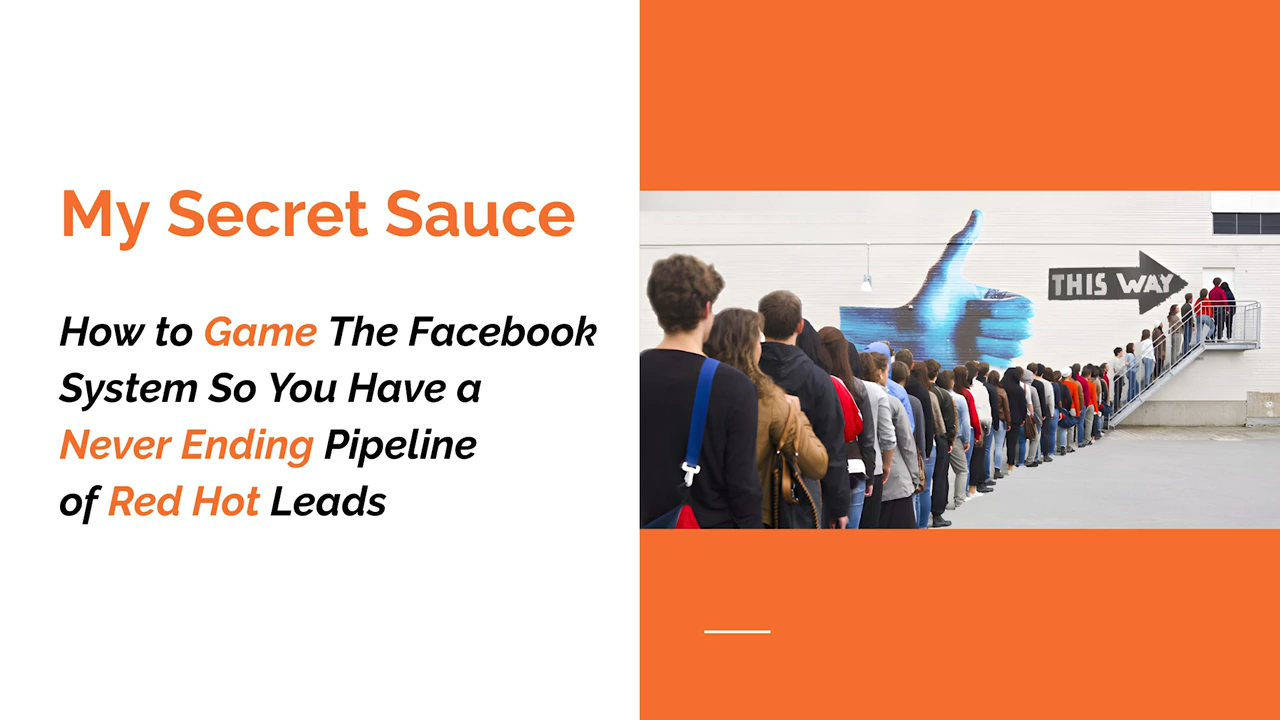 My Secret Sauce
How to Game The Facebook
System So You Have a
Never Ending Pipeline
of Red Hot Leads
THIS WAY